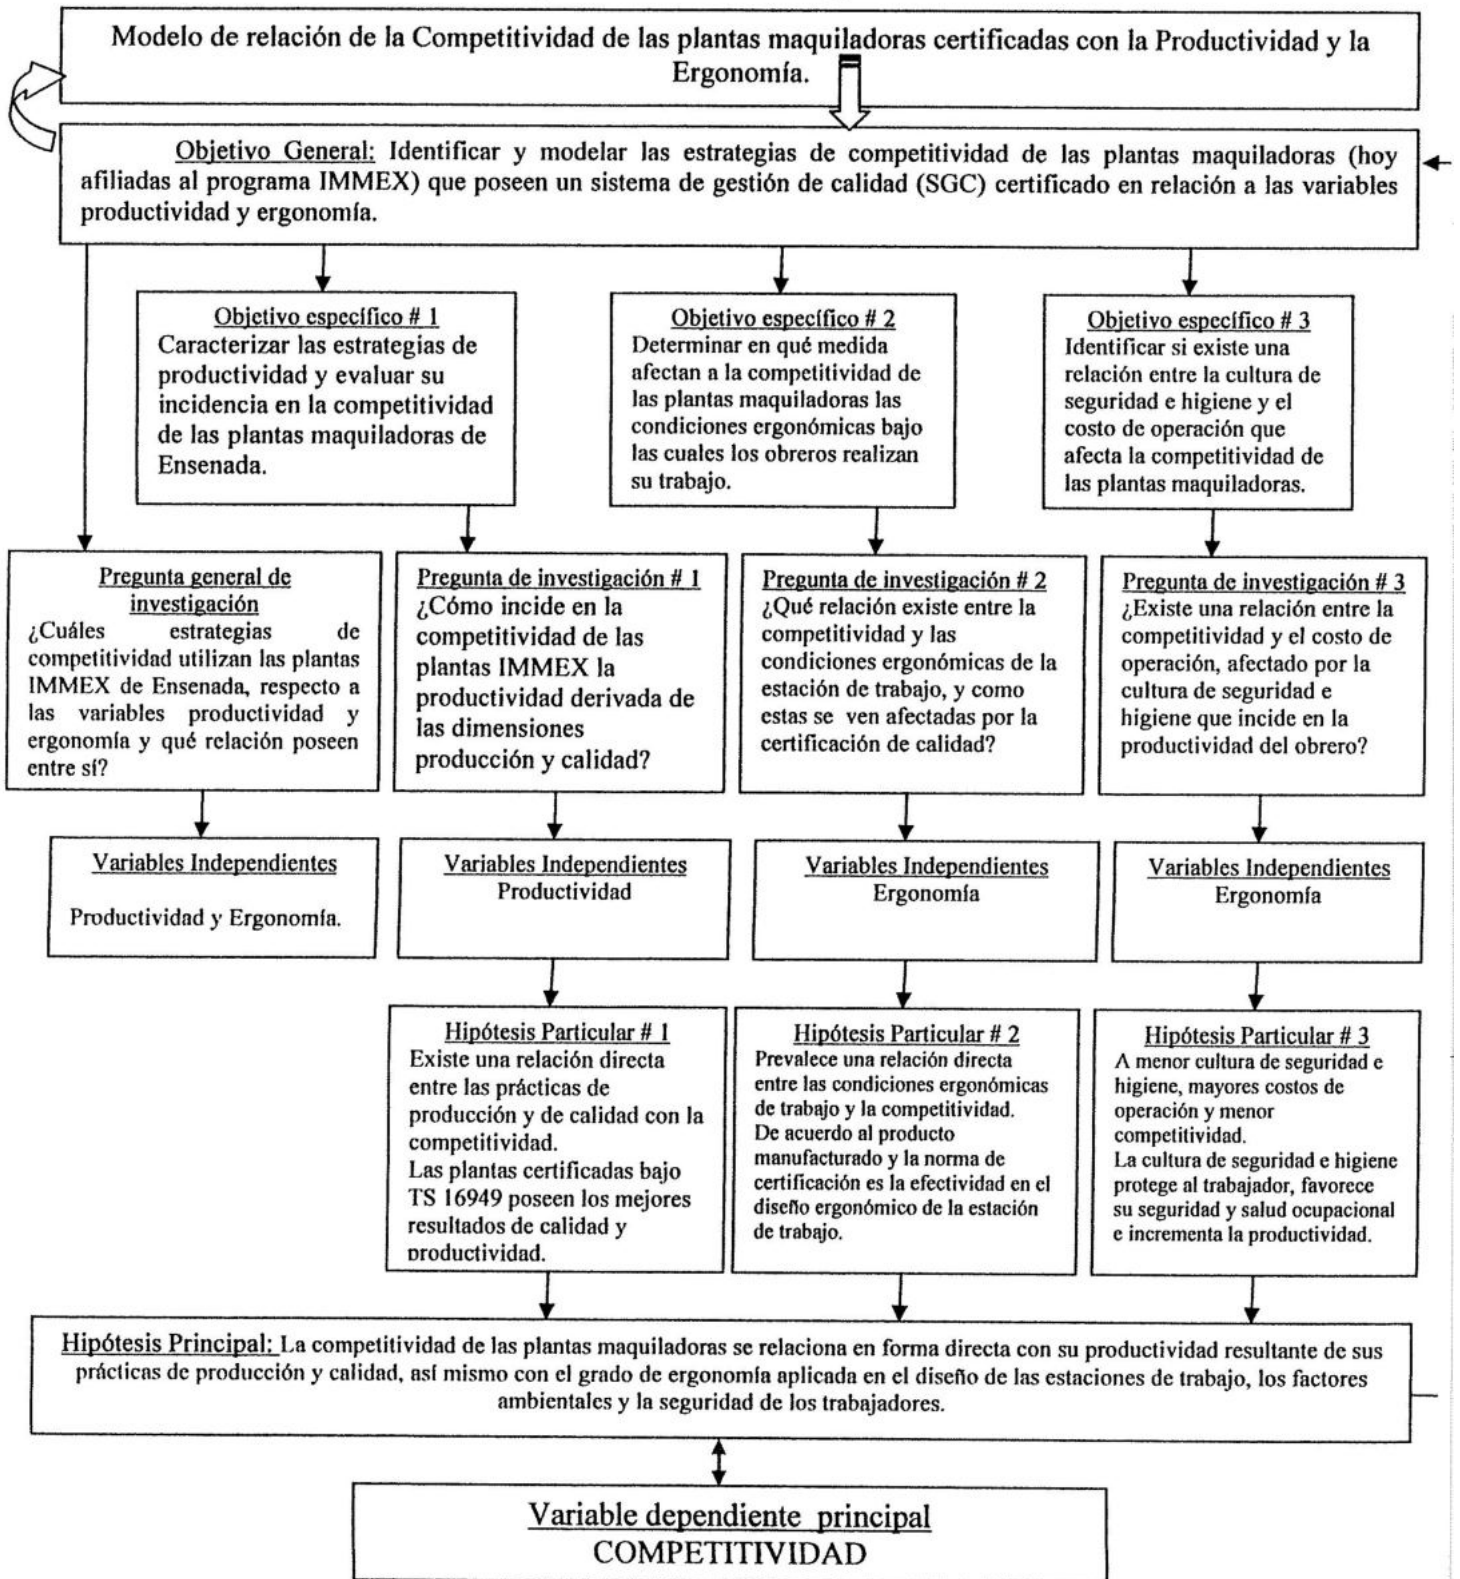 Modelo de relación de la Competitividad de las plantas maquiladoras certificadas con la Productividad y la
Ergonomía.
Objetivo General: Identificar y modelar las estrategias de competitividad de las plantas maquiladoras (hoy
afiliadas al programa IMMEX) que poseen un sistema de gestión de calidad (SGC) certificado en relación a las variables
productividad y ergonomía.
Objetivo específico # 1
Caracterizar las estrategias de
productividad y evaluar su
incidencia en la competitividad
de las plantas maquiladoras de
Ensenada.
Objetivo específico # 2
Determinar en qué medida
afectan a la competitividad de
las plantas maquiladoras las
condiciones ergonómicas bajo
las cuales los obreros realizan
su trabajo.
Objetivo específico # 3
Identificar si existe una
relación entre la cultura de
seguridad e higiene y el
costo de operación que
afecta la competitividad de
las plantas maquiladoras.
Pregunta general de
investigación
¿Cuáles estrategias de
competitividad utilizan las plantas
IMMEX de Ensenada, respecto a
las variables productividad y
ergonomía y qué relación poseen
entre sí?
Pregunta de investigación # 1
¿Cómo incide en la
competitividad de las
plantas IMMEX la
productividad derivada de
las dimensiones
producción y calidad?
Pregunta de investigación # 2
¿Qué relación existe entre la
competitividad y las
condiciones ergonómicas de la
estación de trabajo, y como
estas se ven afectadas por la
certificación de calidad?
Pregunta de investigación # 3
¿Existe una relación entre la
competitividad y el costo de
operación, afectado por la
cultura de seguridad e
higiene que incide en la
productividad del obrero?
Variables Independientes
Productividad y Ergonomía.
Variables Independientes
Productividad
Variables Independientes
Ergonomía
Variables Independientes
Ergonomía
Hipótesis Particular # 1
Existe una relación directa
entre las prácticas de
producción y de calidad con la
competitividad.
Las plantas certificadas bajo
TS 16949 poseen los mejores
resultados de calidad y
productividad.
Hipótesis Particular # 2
Prevalece una relación directa
entre las condiciones ergonómicas
de trabajo y la competitividad.
De acuerdo al producto
manufacturado y la norma de
certificación es la efectividad en el
diseño ergonómico de la estación
de trabajo.
Hipótesis Particular # 3
A menor cultura de seguridad e
higiene, mayores costos de
operación y menor
competitividad.
La cultura de seguridad e higiene
protege al trabajador, favorece
su seguridad y salud ocupacional
e incrementa la productividad.
Hipótesis Principal: La competitividad de las plantas maquiladoras se relaciona en forma directa con su productividad resultante de sus
prácticas de producción y calidad, así mismo con el grado de ergonomía aplicada en el diseño de las estaciones de trabajo, los factores
ambientales y la seguridad de los trabajadores.
Variable dependiente principal
COMPETITIVIDAD